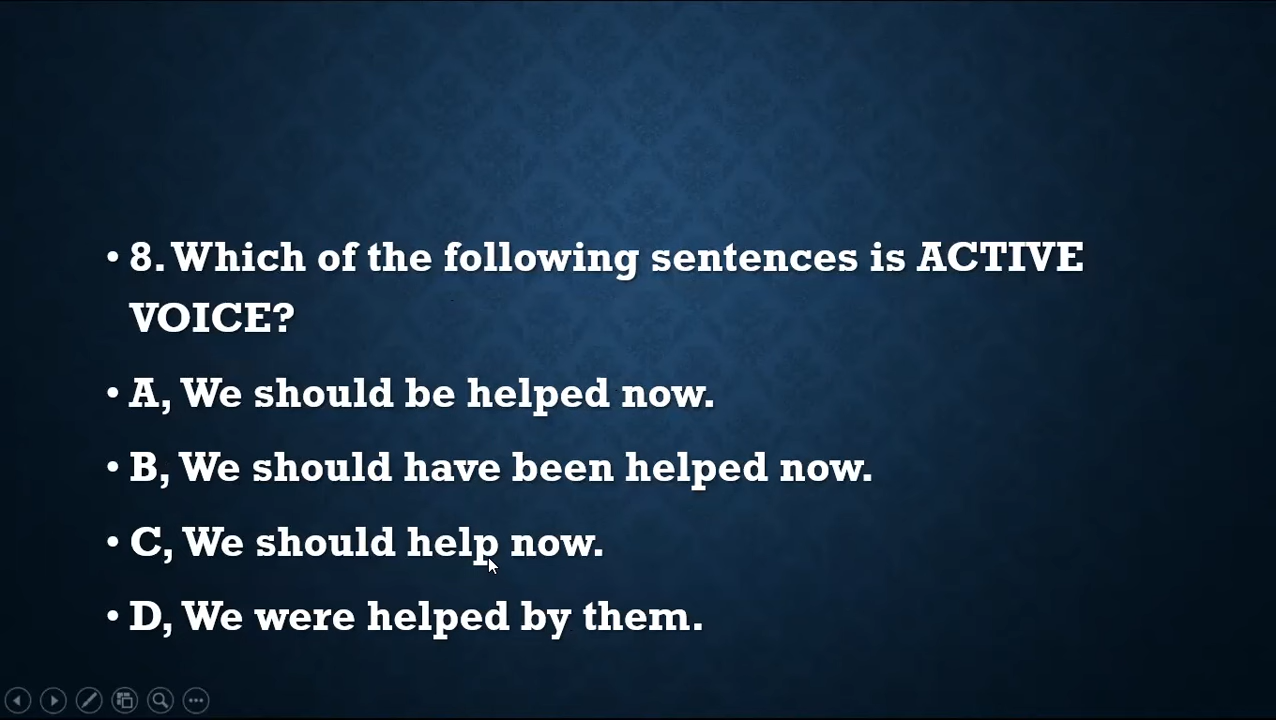 • 8. Which of the following sentences is ACTIVE
VOICE?
• A, We should be helped now.
• B, We should have been helped now.
• C, We should help now.
• D, We were helped by them.